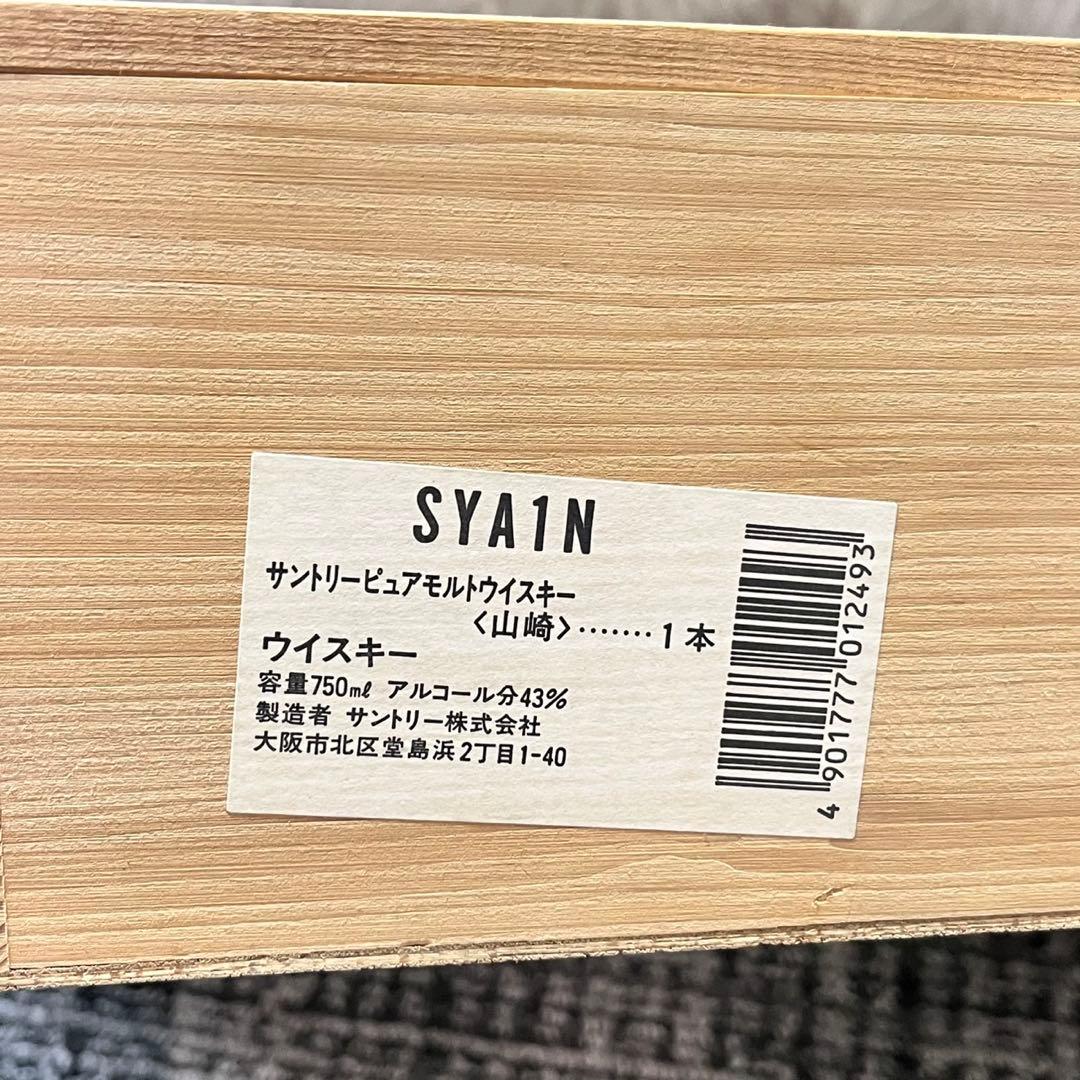 SYA1N
サントリーピュアモルトウイスキー
〈山崎〉‥‥‥‥1本
ウイスキー
容量750㎖ アルコール分43%
製造者 サントリー株式会社
大阪市北区堂島浜2丁目1-40
4 901777 012493